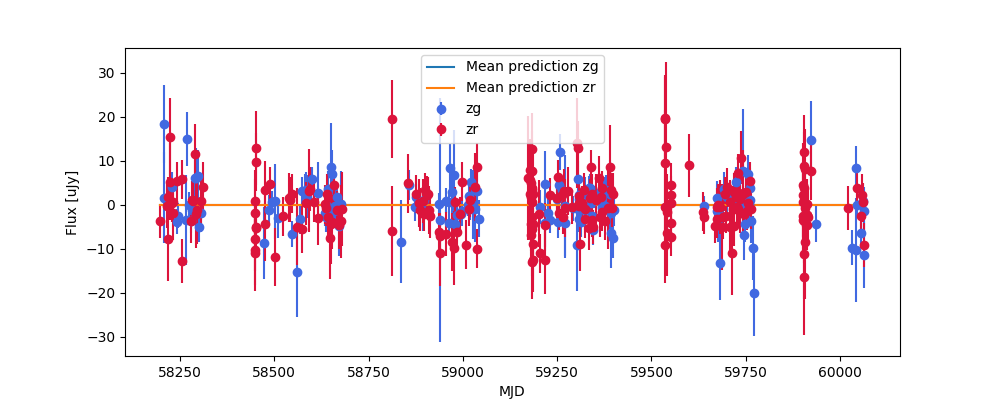 Mean prediction zg
Mean prediction zr
zg
zr
Flux [uJy]
30
20
10
0
−10
−20
−30
58250
58500
58750
59000
59250
59500
59750
60000
MJD